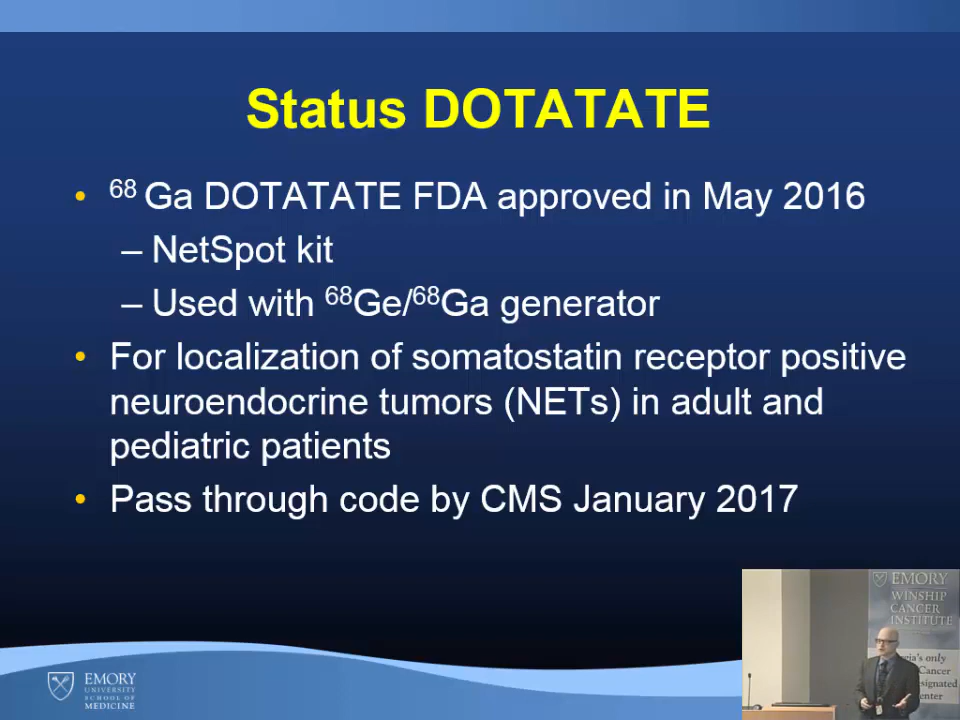 Status DOTATATE
• ⁶⁸ Ga DOTATATE FDA approved in May 2016
– NetSpot kit
– Used with ⁶⁸Ge/⁶⁸Ga generator
• For localization of somatostatin receptor positive
neuroendocrine tumors (NETs) in adult and
pediatric patients
• Pass through code by CMS January 2017
EMORY
WINSHIP
CANCER
INSTITUTE
only
Cancer
EMORY
UNIVERSITY
SCHOOL OF
MEDICINE